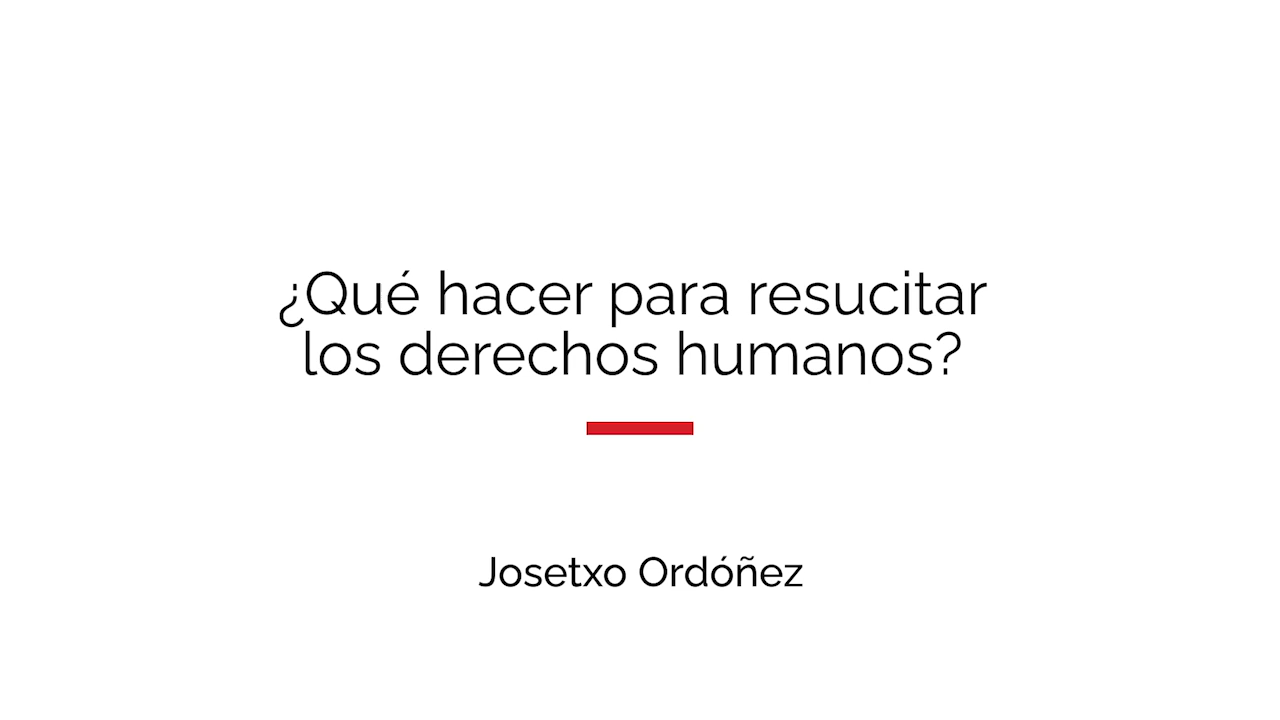 ¿Qué hacer para resucitar
los derechos humanos?
Josetxo Ordóñez